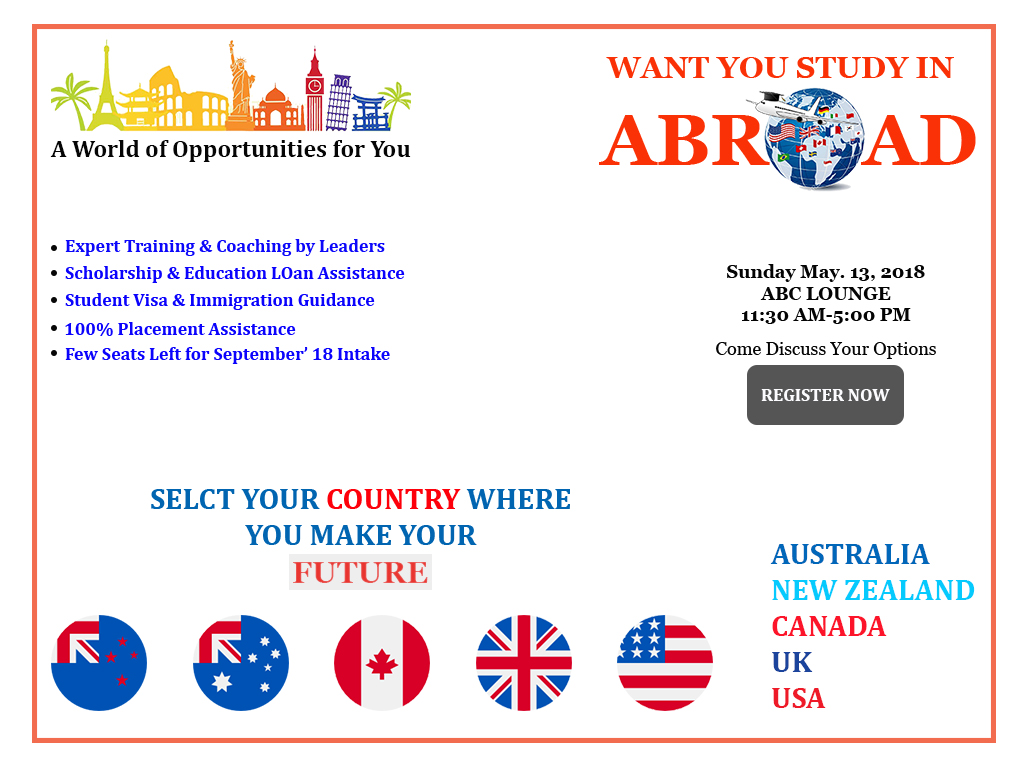 A World of Opportunities for You
WANT YOU STUDY IN
ABROAD
• Expert Training & Coaching by Leaders
• Scholarship & Education LOan Assistance
• Student Visa & Immigration Guidance
• 100% Placement Assistance
• Few Seats Left for September’ 18 Intake
Sunday May. 13, 2018
ABC LOUNGE
11:30 AM-5:00 PM
Come Discuss Your Options
REGISTER NOW
SELCT YOUR COUNTRY WHERE
YOU MAKE YOUR
FUTURE
AUSTRALIA
NEW ZEALAND
CANADA
UK
USA